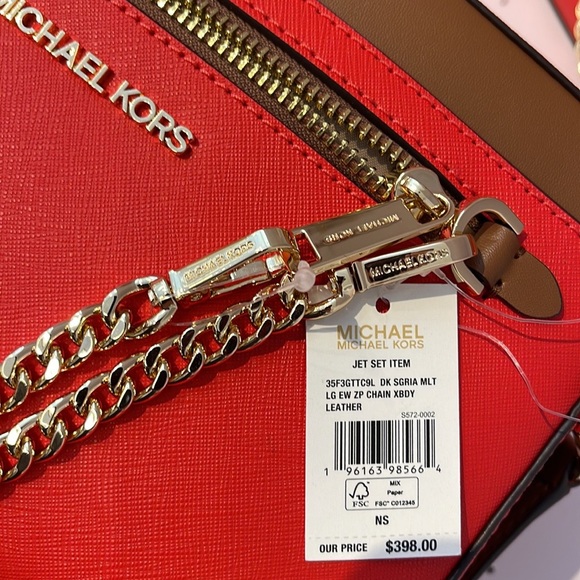 MICHAEL KORS
MICHAEL KORS
MICHAEL KORS
MICHAEL KORS
MICHAEL
MICHAEL KORS
JET SET ITEM
35F3GTTC9L DK SGRIA MLT
LG EW ZP CHAIN XBDY
LEATHER
S572-0002
1 96163 98566 4
FSC
MIX
Paper
FSC® C012345
NS
OUR PRICE $398.00